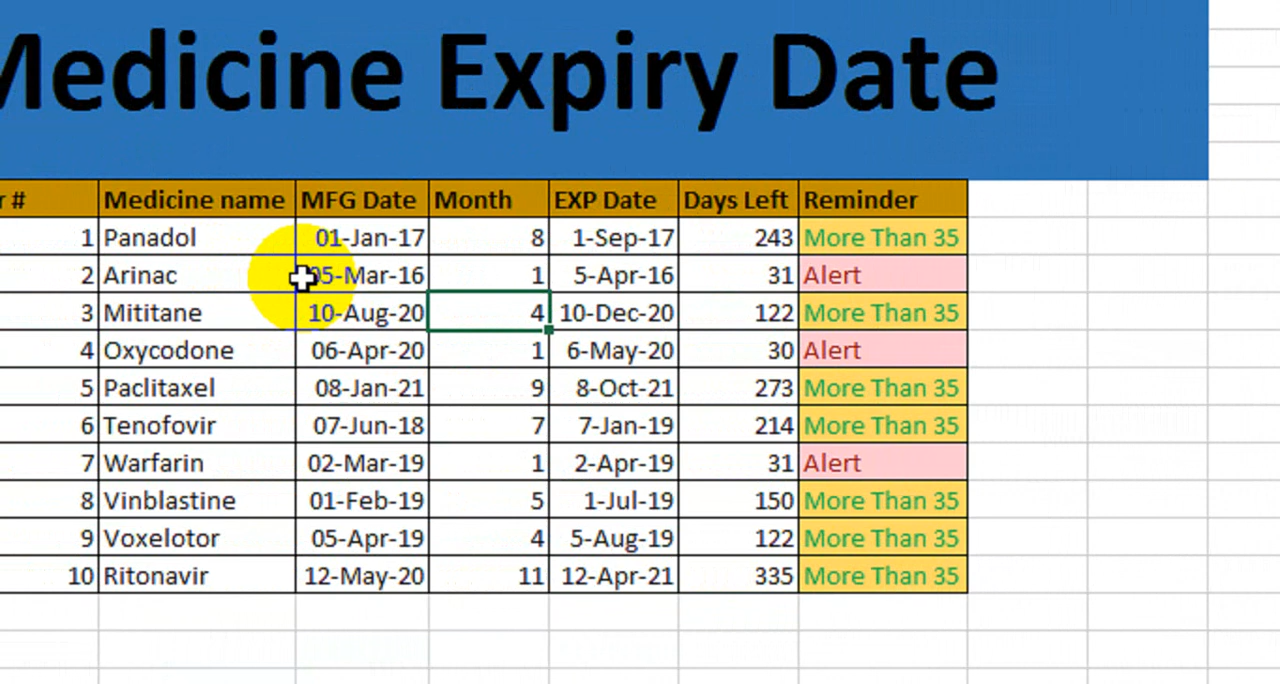 Medicine Expiry Date
r # Medicine name MFG Date Month EXP Date Days Left Reminder
1 Panadol 01-Jan-17 8 1-Sep-17 243 More Than 35
2 Arinac 05-Mar-16 1 5-Apr-16 31 Alert
3 Mititane 10-Aug-20 4 10-Dec-20 122 More Than 35
4 Oxycodone 06-Apr-20 1 6-May-20 30 Alert
5 Paclitaxel 08-Jan-21 9 8-Oct-21 273 More Than 35
6 Tenofovir 07-Jun-18 7 7-Jan-19 214 More Than 35
7 Warfarin 02-Mar-19 1 2-Apr-19 31 Alert
8 Vinblastine 01-Feb-19 5 1-Jul-19 150 More Than 35
9 Voxelotor 05-Apr-19 4 5-Aug-19 122 More Than 35
10 Ritonavir 12-May-20 11 12-Apr-21 335 More Than 35